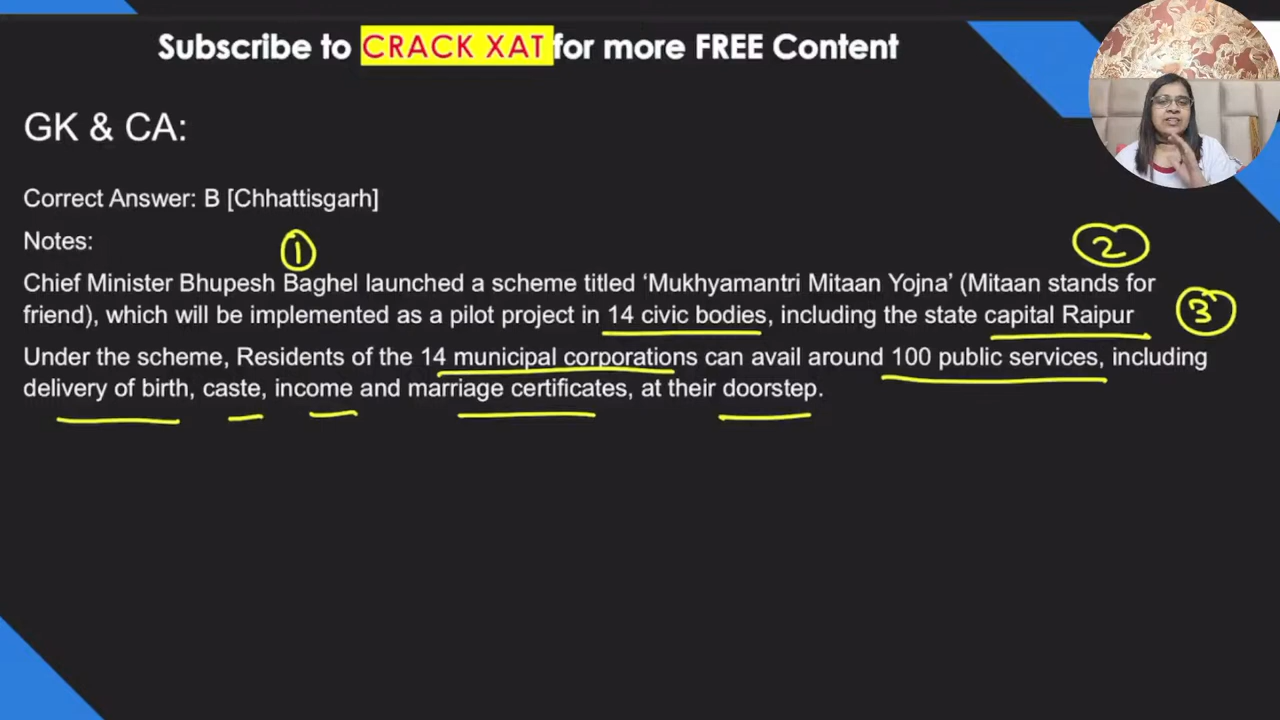 Subscribe to CRACK XAT for more FREE Content
GK & CA:
Correct Answer: B [Chhattisgarh]
Notes:
1
2
Chief Minister Bhupesh Baghel launched a scheme titled ‘Mukhyamantri Mitaan Yojna’ (Mitaan stands for
friend), which will be implemented as a pilot project in 14 civic bodies, including the state capital Raipur
3
Under the scheme, Residents of the 14 municipal corporations can avail around 100 public services, including
delivery of birth, caste, income and marriage certificates, at their doorstep.